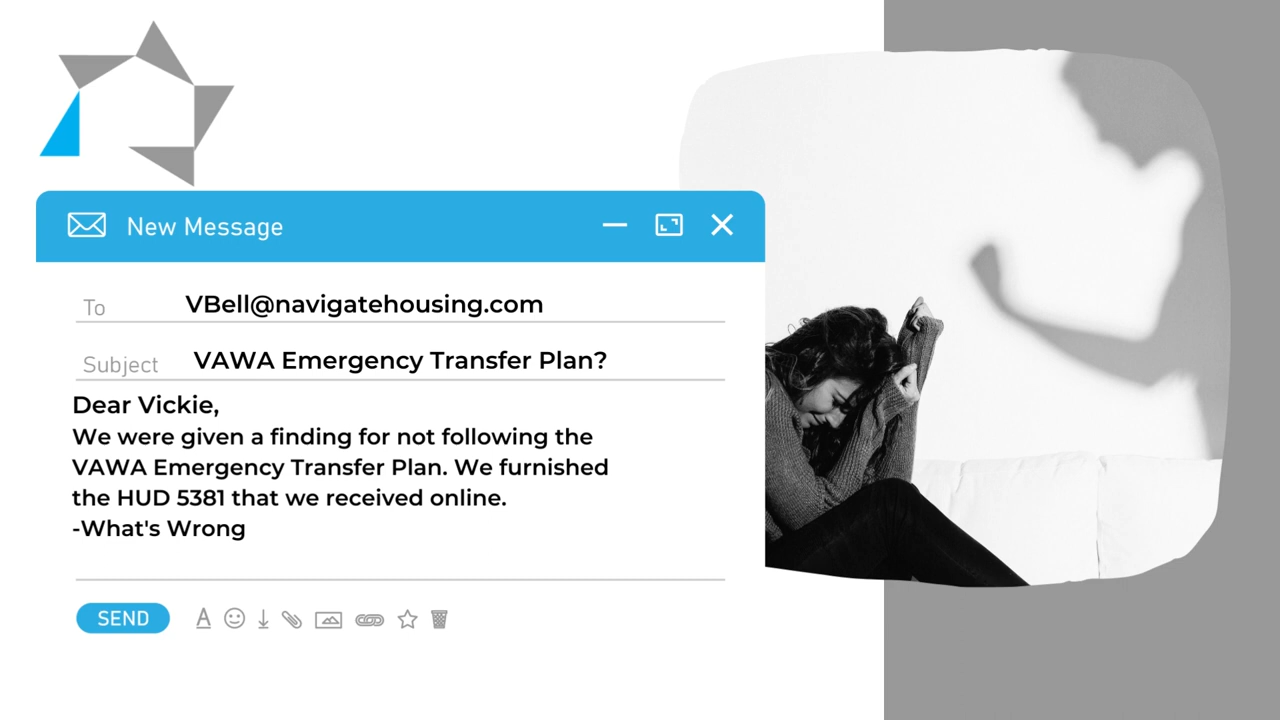 New Message
To VBell@navigatehousing.com
Subject VAWA Emergency Transfer Plan?
Dear Vickie,
We were given a finding for not following the
VAWA Emergency Transfer Plan. We furnished
the HUD 5381 that we received online.
-What's Wrong
SEND
A